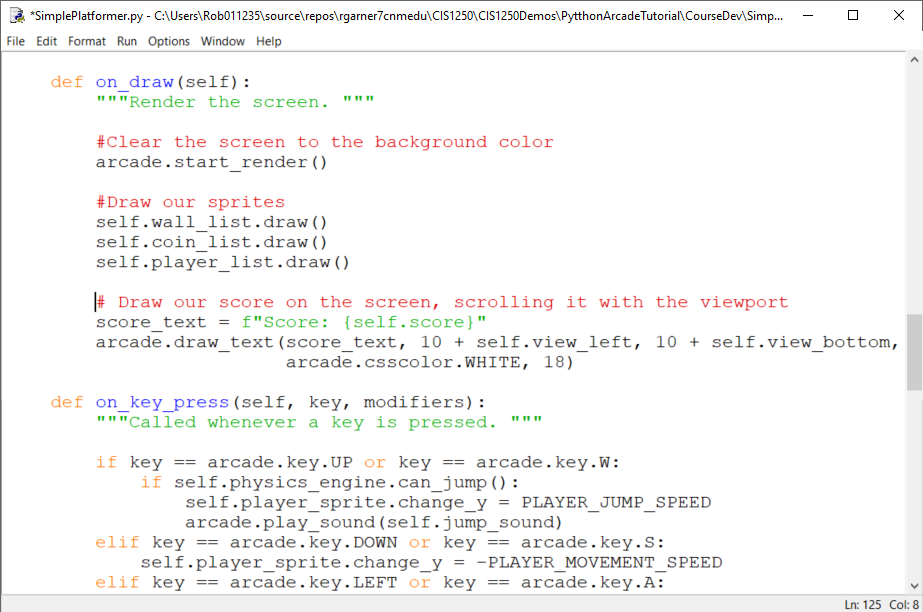 *SimplePlatformer.py - C:\Users\Rob011235\source\repos\rgarner7cnmedu\CIS1250\CIS1250Demos\PytthonArcadeTutorial\CourseDev\Simp...
File Edit Format Run Options Window Help
def on_draw(self):
"""Render the screen. """
#Clear the screen to the background color
arcade.start_render()
#Draw our sprites
self.wall_list.draw()
self.coin_list.draw()
self.player_list.draw()
# Draw our score on the screen, scrolling it with the viewport
score_text = f"Score: {self.score}"
arcade.draw_text(score_text, 10 + self.view_left, 10 + self.view_bottom,
arcade.csscolor.WHITE, 18)
def on_key_press(self, key, modifiers):
"""Called whenever a key is pressed. """
if key == arcade.key.UP or key == arcade.key.W:
if self.physics_engine.can_jump():
self.player_sprite.change_y = PLAYER_JUMP_SPEED
arcade.play_sound(self.jump_sound)
elif key == arcade.key.DOWN or key == arcade.key.S:
self.player_sprite.change_y = -PLAYER_MOVEMENT_SPEED
elif key == arcade.key.LEFT or key == arcade.key.A:
Ln: 125 Col: 8